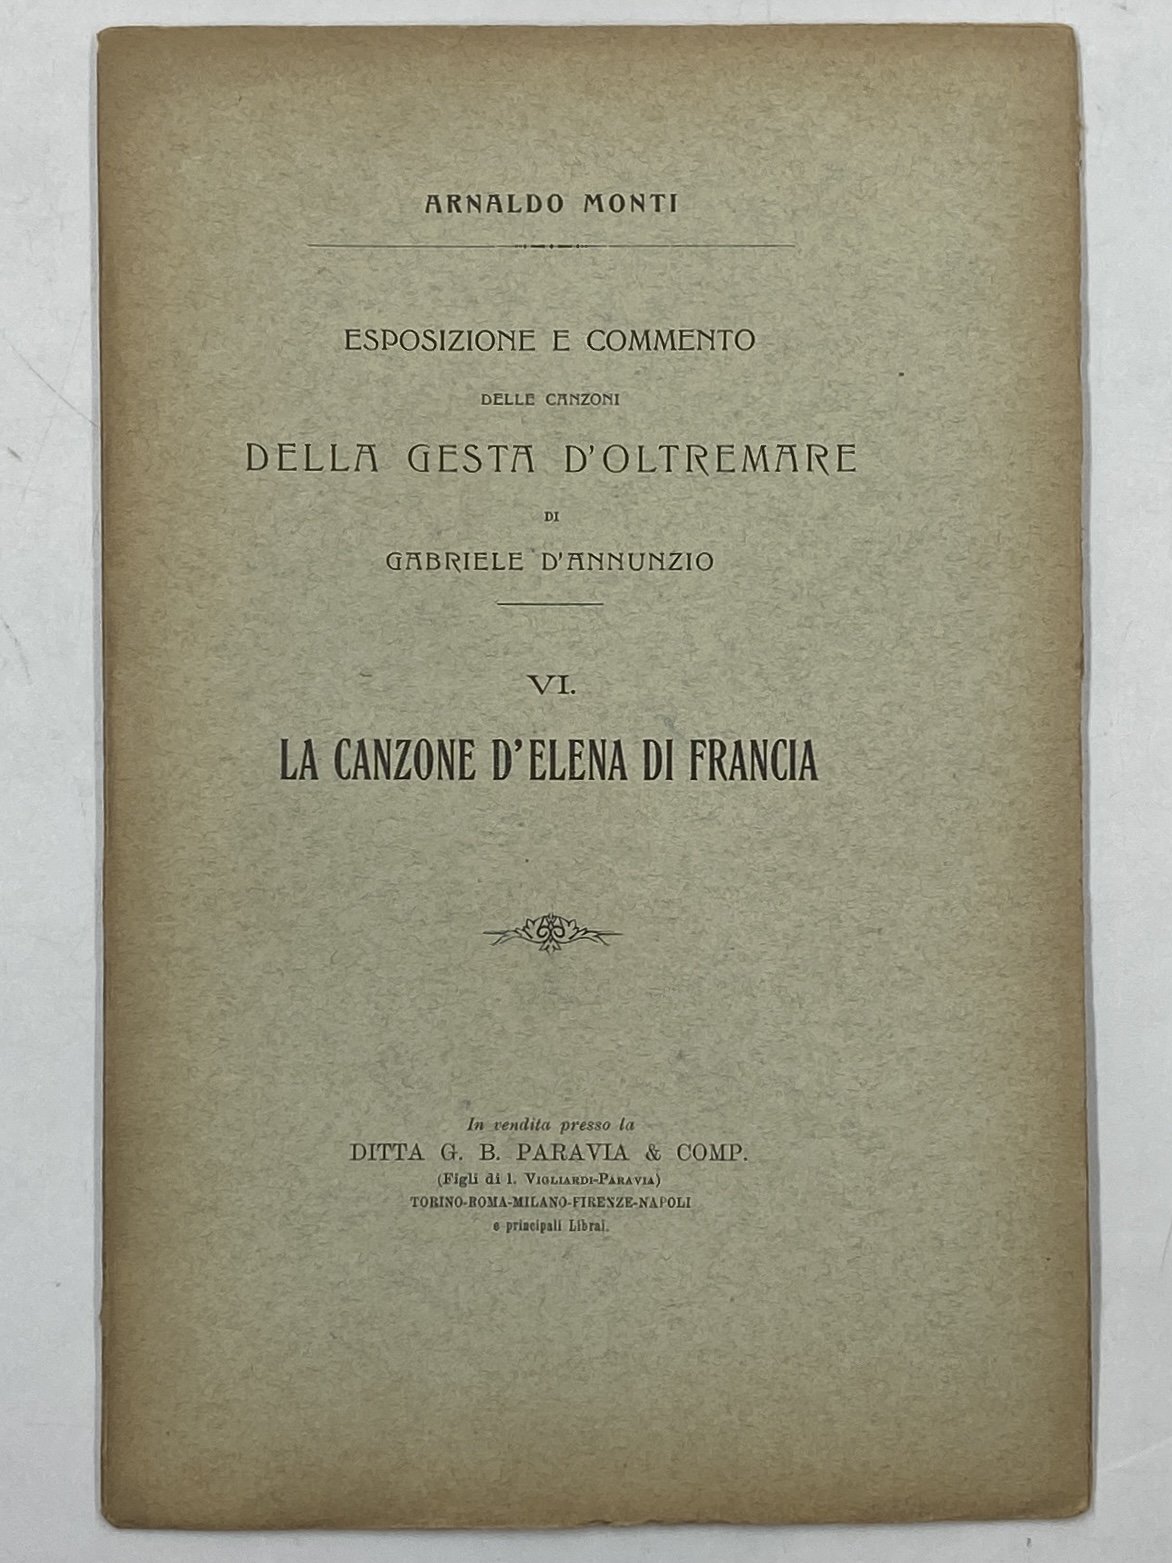 ARNALDO MONTI
ESPOSIZIONE E COMMENTO
DELLE CANZONI
DELLA GESTA D'OLTREMARE
DI
GABRIELE D'ANNUNZIO
VI.
LA CANZONE D'ELENA DI FRANCIA
In vendita presso la
DITTA G. B. PARAVIA & COMP.
(Figli di I. VIGLIARDI-PARAVIA)
TORINO-ROMA-MILANO-FIRENZE-NAPOLI
e principali Librai.